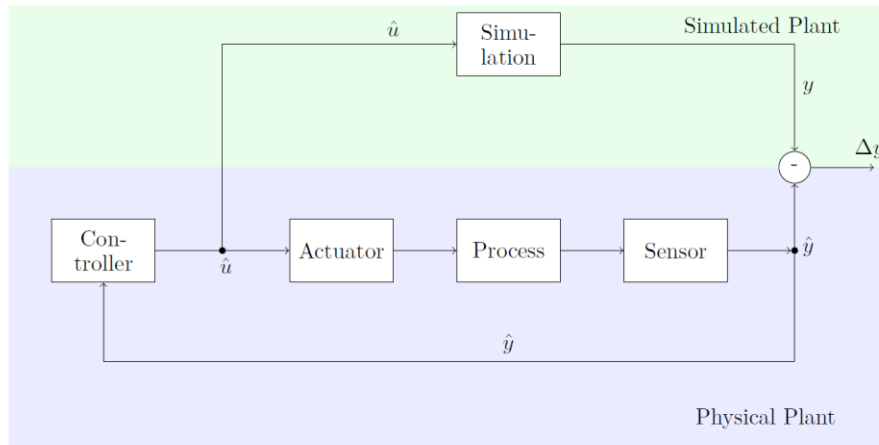 û
Simu-
lation
Simulated Plant
y
-
Δy
Con-
troller
û
Actuator
Process
Sensor
ŷ
ŷ
Physical Plant